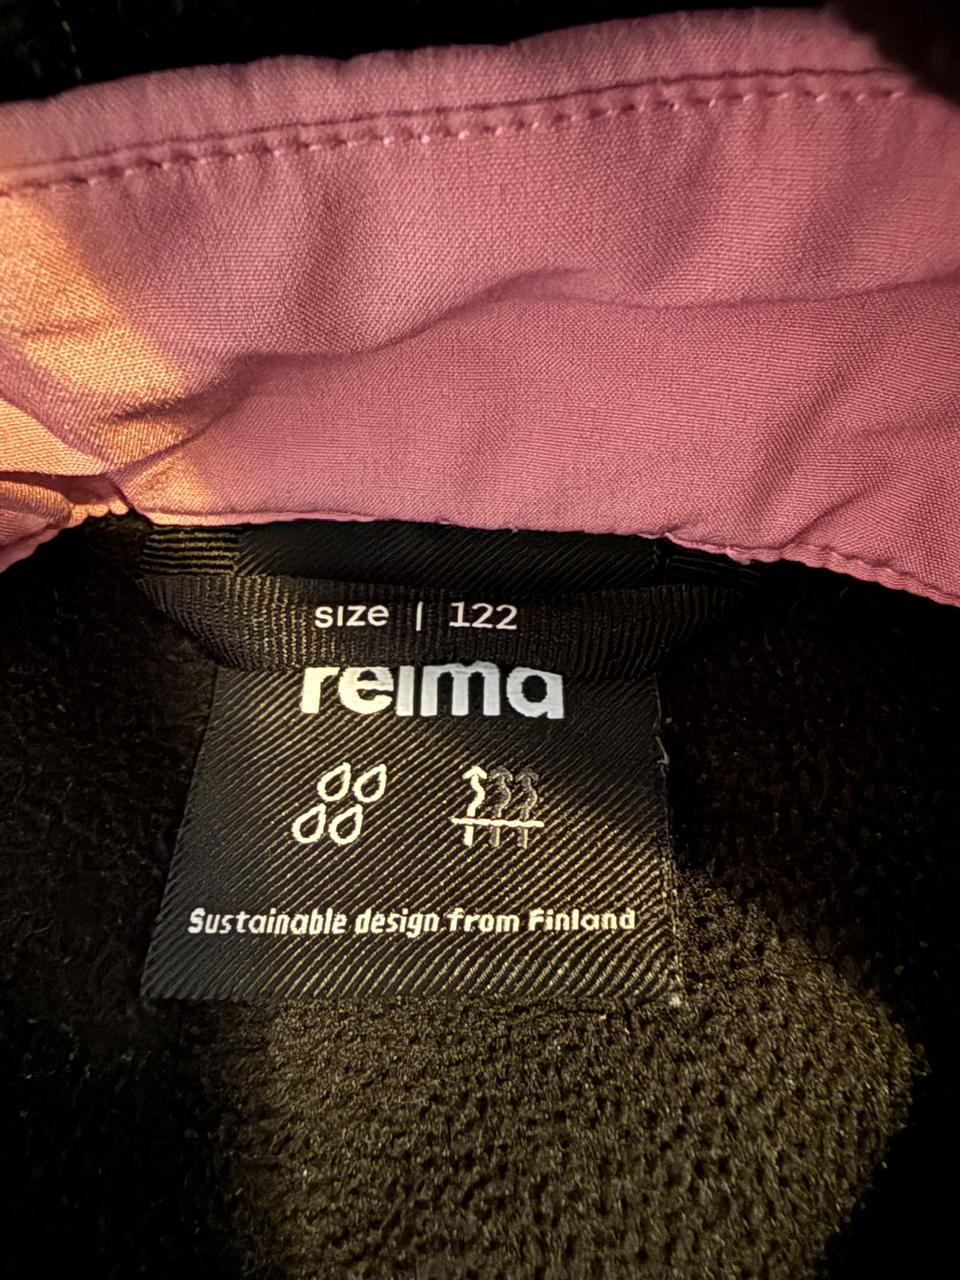 size | 122
reima
Sustainable design from Finland